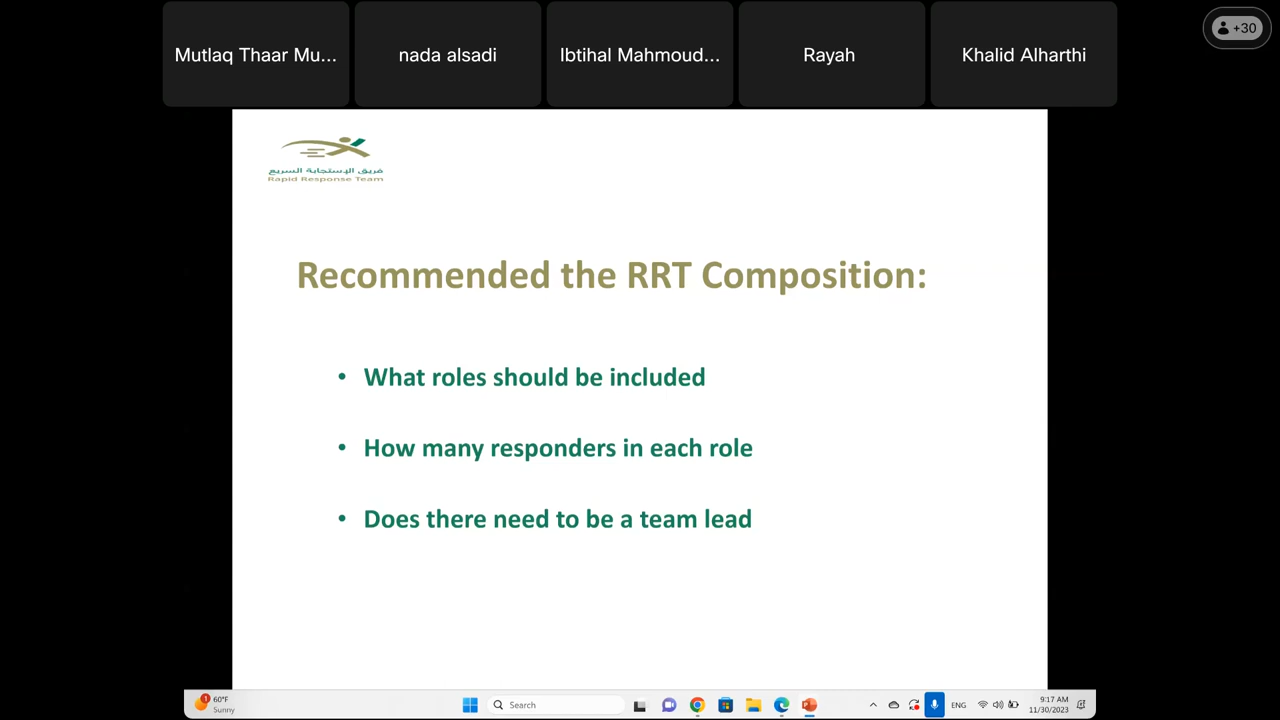 Mutlaq Thaar Mu...
nada alsadi
Ibtihal Mahmoud...
Rayah
Khalid Alharthi
+30
فريق الإستجابة السريع
Rapid Response Team
Recommended the RRT Composition:
• What roles should be included
• How many responders in each role
• Does there need to be a team lead
1
60°F
Sunny
Search
ENG
9:17 AM
11/30/2023